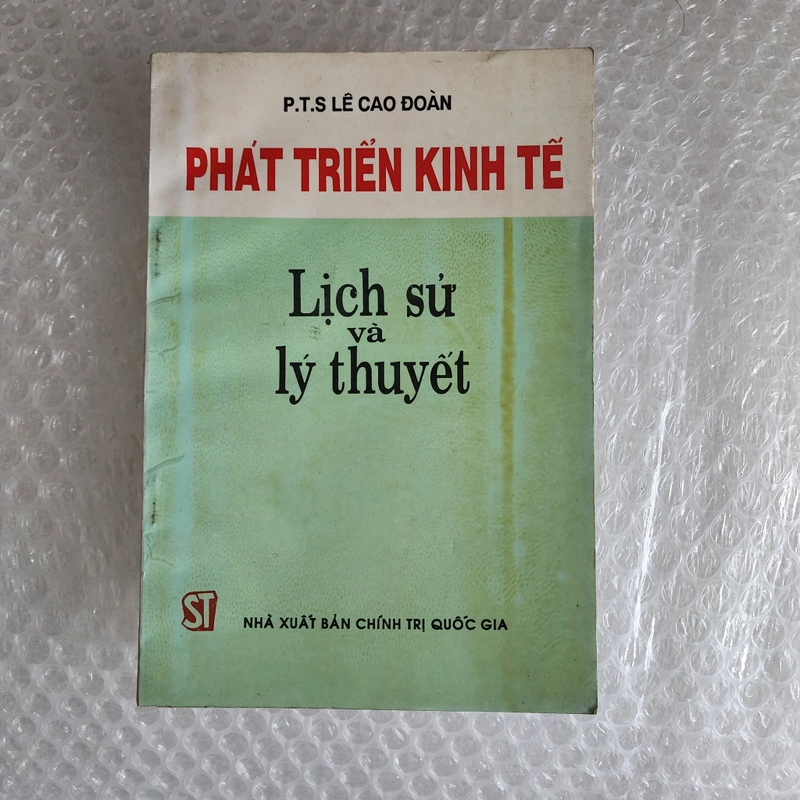 P.T.S LÊ CAO ĐOÀN
PHÁT TRIỂN KINH TẾ
Lịch sử
và
lý thuyết
ST
NHÀ XUẤT BẢN CHÍNH TRỊ QUỐC GIA